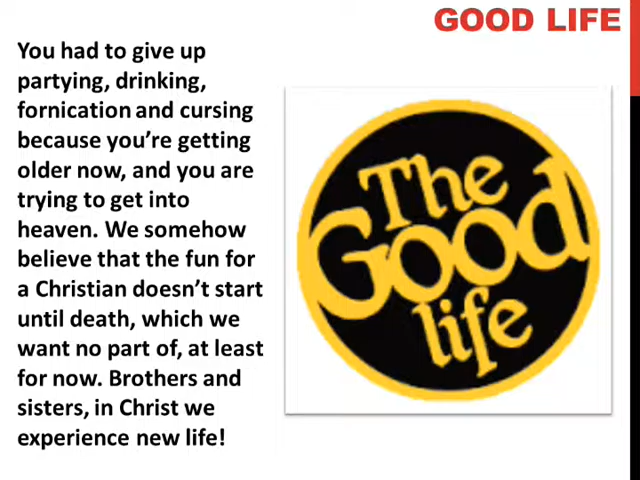 GOOD LIFE
You had to give up
partying, drinking,
fornication and cursing
because you’re getting
older now, and you are
trying to get into
heaven. We somehow
believe that the fun for
a Christian doesn’t start
until death, which we
want no part of, at least
for now. Brothers and
sisters, in Christ we
experience new life!
The
Good
life